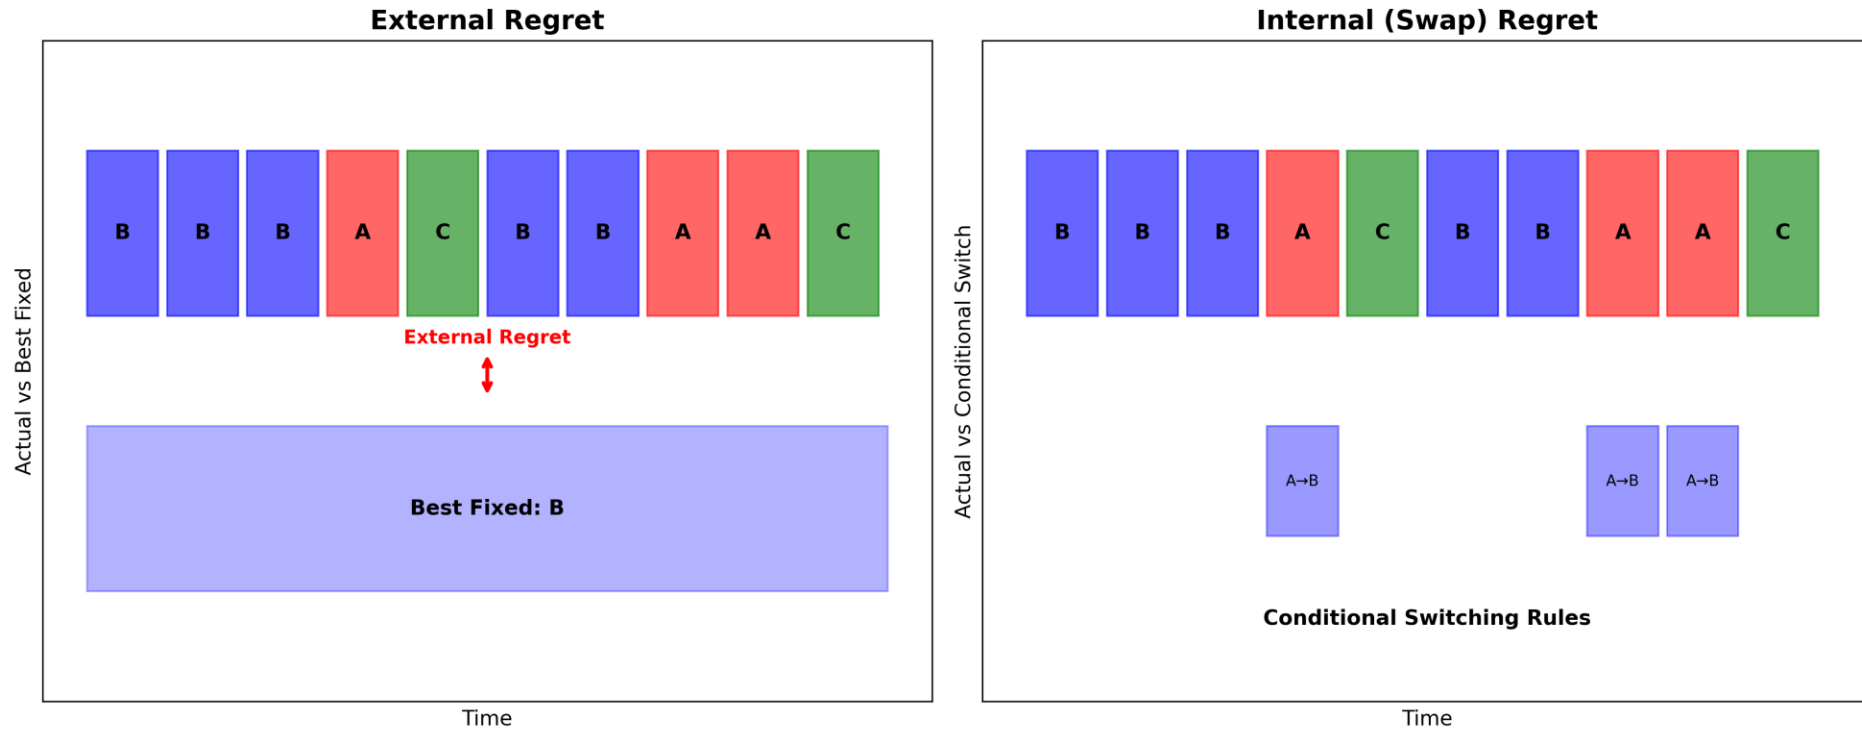 External Regret
Actual vs Best Fixed
B B B A C B B A A C
External Regret
Best Fixed: B
Time
Internal (Swap) Regret
Actual vs Conditional Switch
B B B A C B B A A C
A→B A→B A→B
Conditional Switching Rules
Time